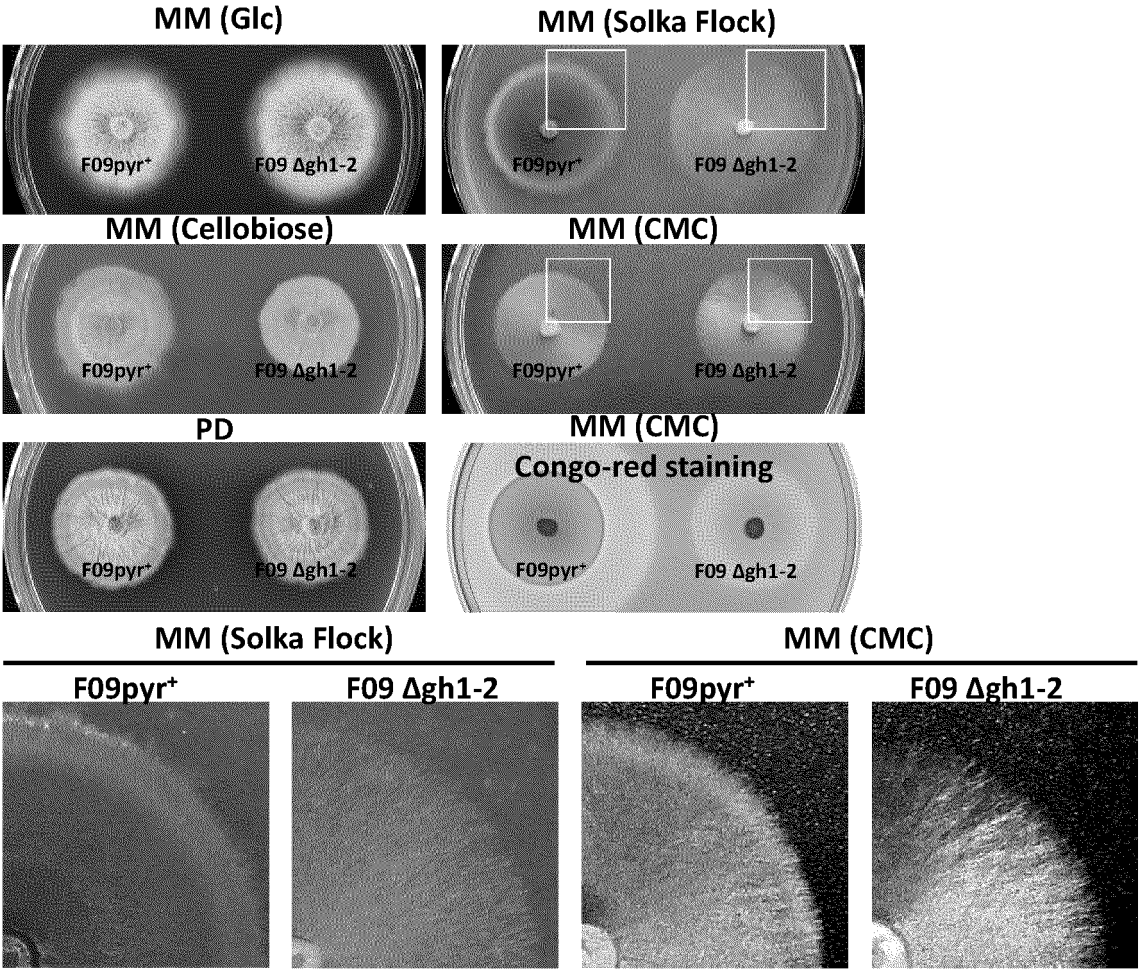 MM (Glc)
MM (Solka Flock)
F09pyr⁺
F09 Δgh1-2
F09pyr⁺
F09 Δgh1-2
MM (Cellobiose)
MM (CMC)
F09pyr⁺
F09 Δgh1-2
F09pyr⁺
F09 Δgh1-2
PD
MM (CMC)
Congo-red staining
F09pyr⁺
F09 Δgh1-2
F09pyr⁺
F09 Δgh1-2
MM (Solka Flock)
MM (CMC)
F09pyr⁺
F09 Δgh1-2
F09pyr⁺
F09 Δgh1-2